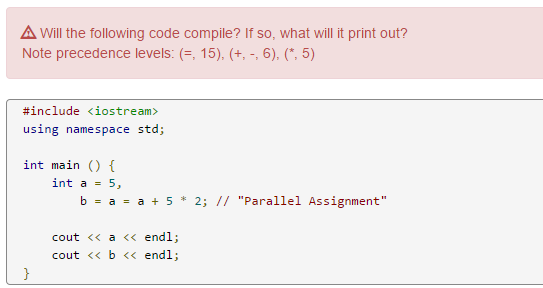 Will the following code compile? If so, what will it print out?
Note precedence levels: (=, 15), (+, -, 6), (*, 5)
#include <iostream>
using namespace std;
int main () {
int a = 5,
b = a = a + 5 * 2; // "Parallel Assignment"
cout << a << endl;
cout << b << endl;
}